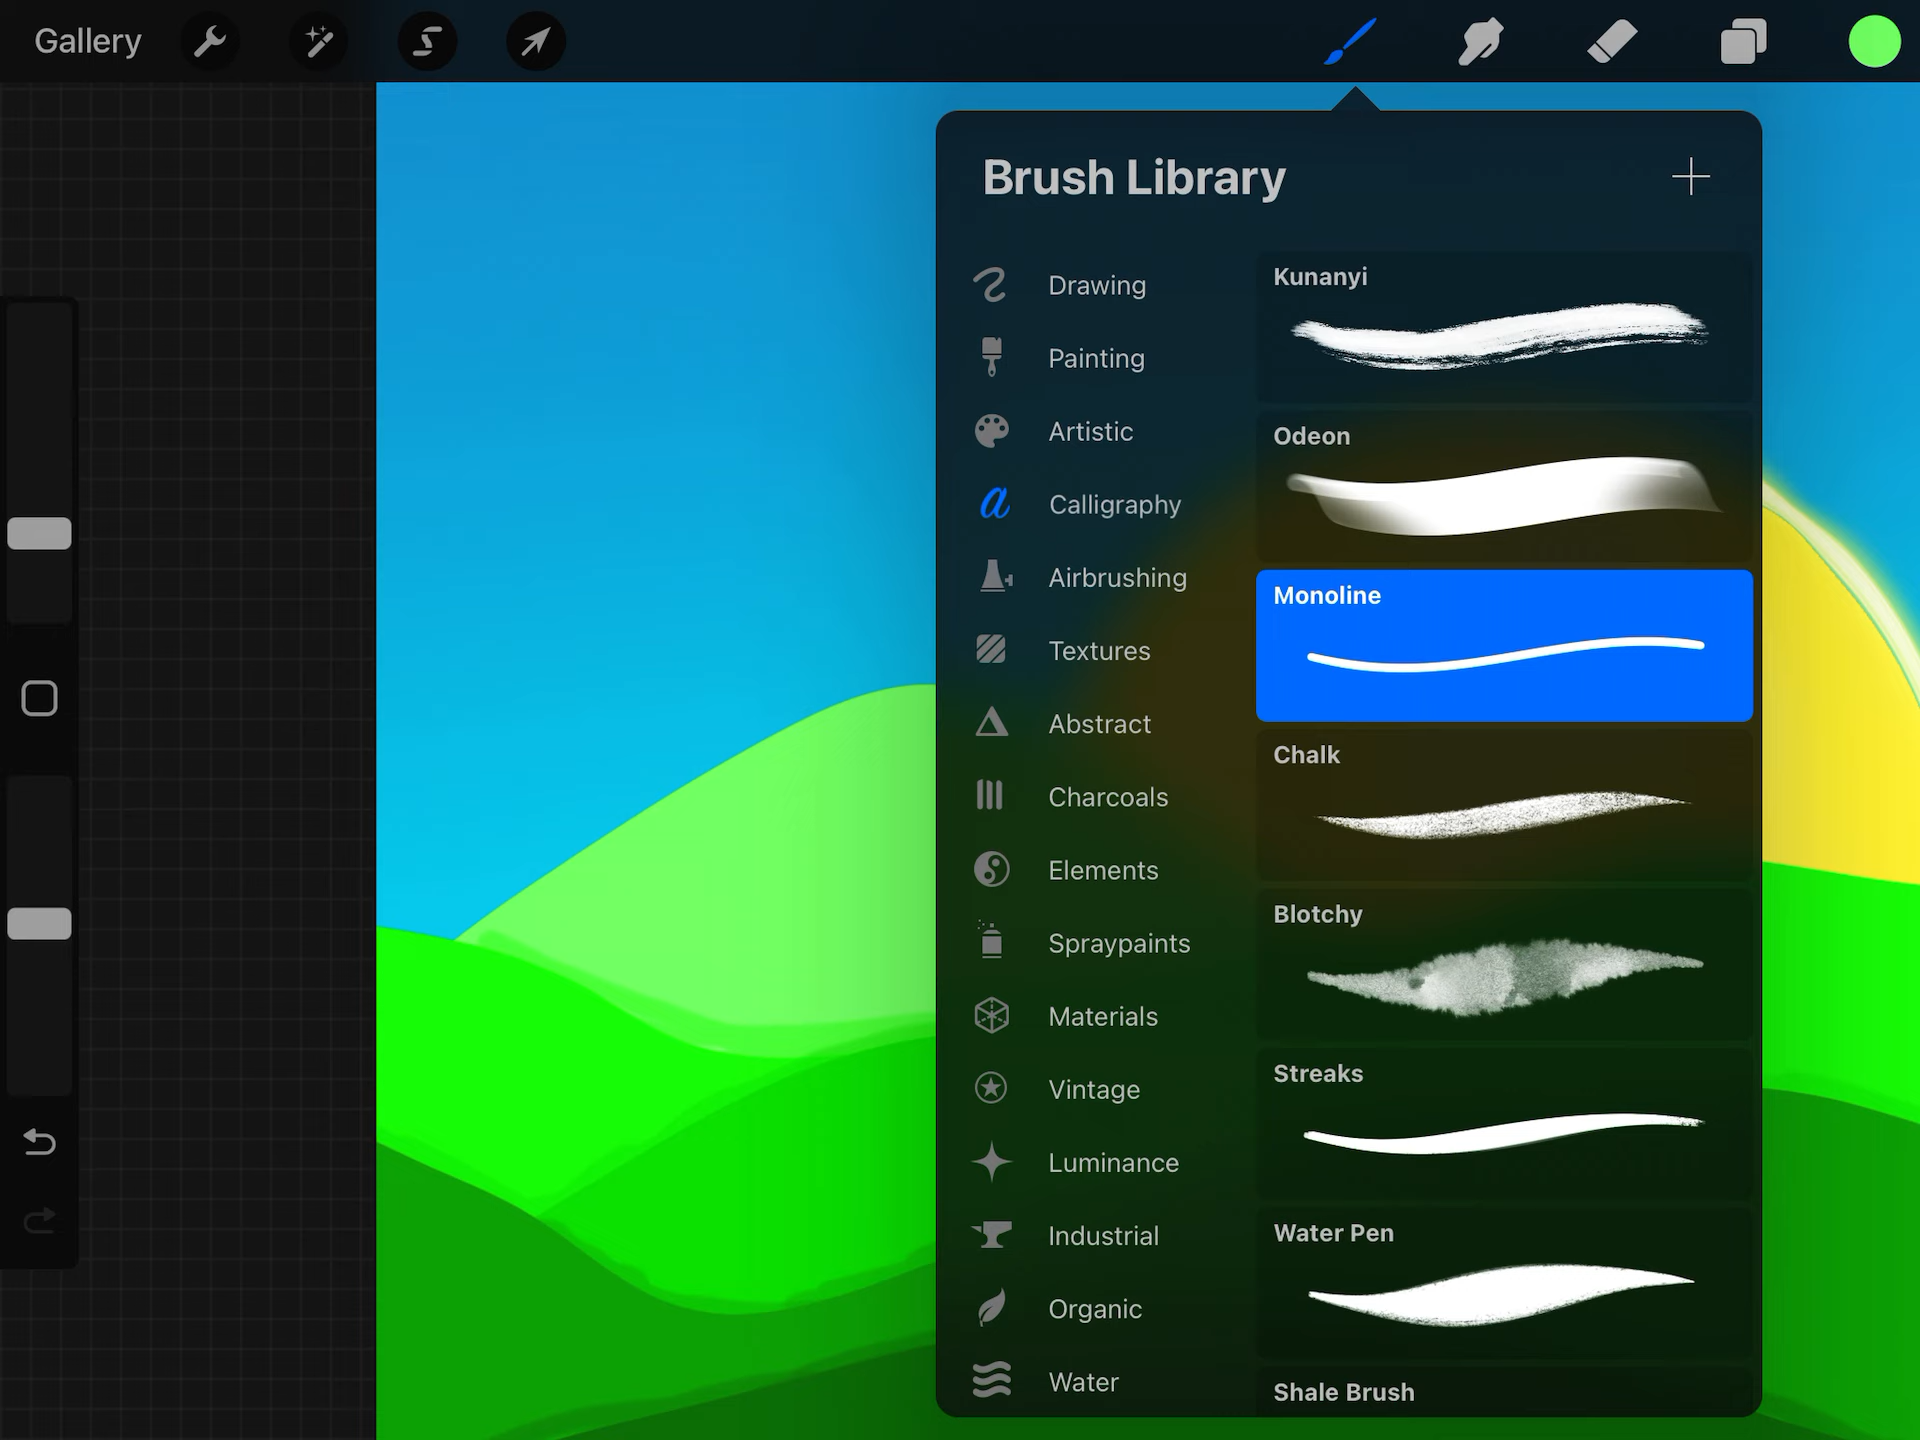 Gallery
Brush Library
Drawing
Painting
Artistic
Calligraphy
Airbrushing
Textures
Abstract
Charcoals
Elements
Spraypaints
Materials
Vintage
Luminance
Industrial
Organic
Water
Kunanyi
Odeon
Monoline
Chalk
Blotchy
Streaks
Water Pen
Shale Brush